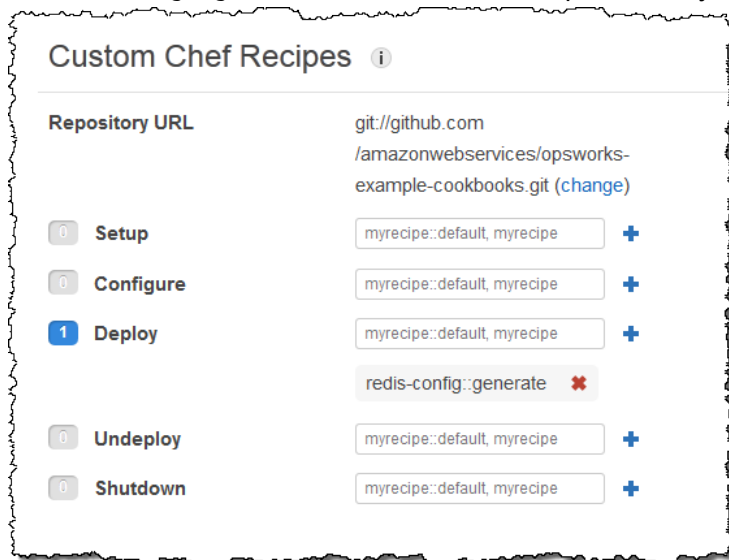 Custom Chef Recipes i
Repository URL git://github.com
/amazonwebservices/opsworks-
example-cookbooks.git (change)
0 Setup myrecipe::default, myrecipe
0 Configure myrecipe::default, myrecipe
1 Deploy myrecipe::default, myrecipe
redis-config::generate
0 Undeploy myrecipe::default, myrecipe
0 Shutdown myrecipe::default, myrecipe